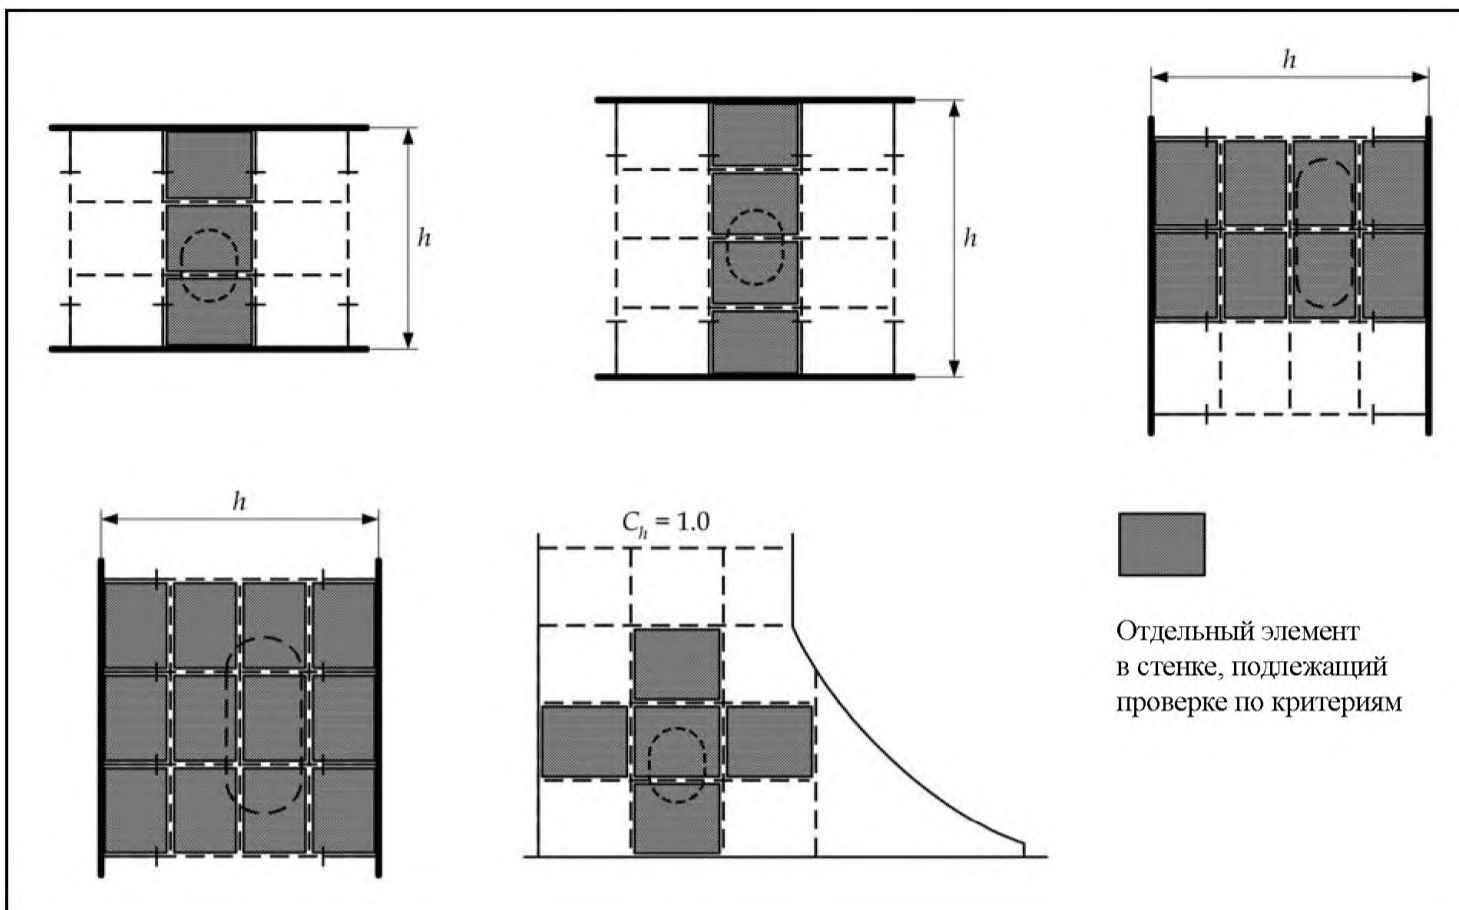 h
h
h
h
C_h = 1.0
Отдельный элемент
в стенке, подлежащий
проверке по критериям